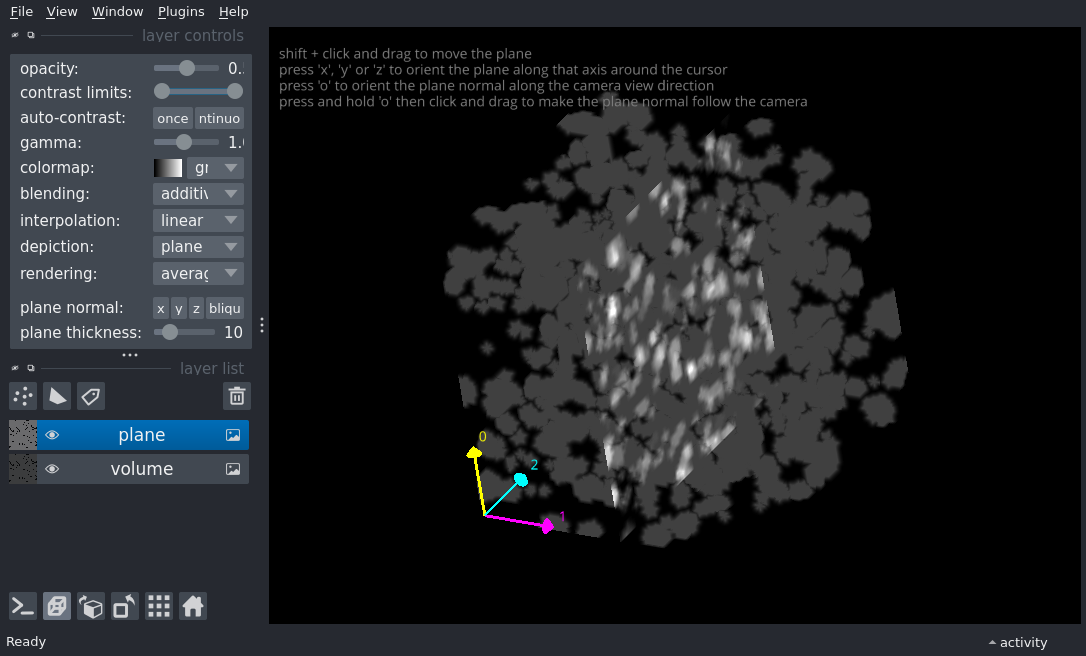 File View Window Plugins Help
layer controls
opacity: 0.
contrast limits:
auto-contrast: once ntinuo
gamma: 1.0
colormap: gr
blending: additiv
interpolation: linear
depiction: plane
rendering: averag
plane normal: x y z bliqu
plane thickness: 10
layer list
plane
volume
shift + click and drag to move the plane
press 'x', 'y' or 'z' to orient the plane along that axis around the cursor
press 'o' to orient the plane normal along the camera view direction
press and hold 'o' then click and drag to make the plane normal follow the camera
0
2
1
Ready
activity